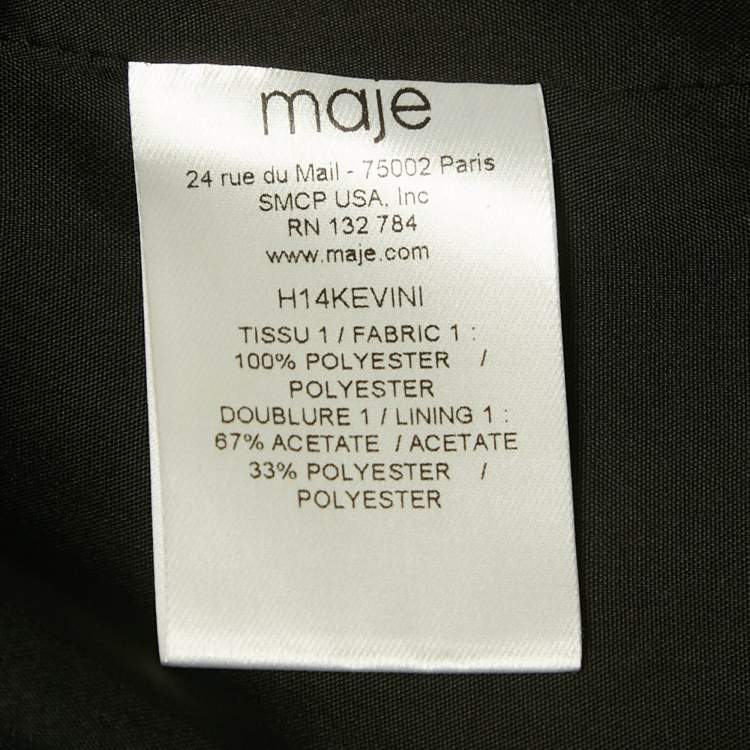 maje
24 rue du Mail - 75002 Paris
SMCP USA, Inc
RN 132 784
www.maje.com
H14KEVINI
TISSU 1 / FABRIC 1 :
100% POLYESTER /
POLYESTER
DOUBLURE 1 / LINING 1 :
67% ACETATE / ACETATE
33% POLYESTER /
POLYESTER